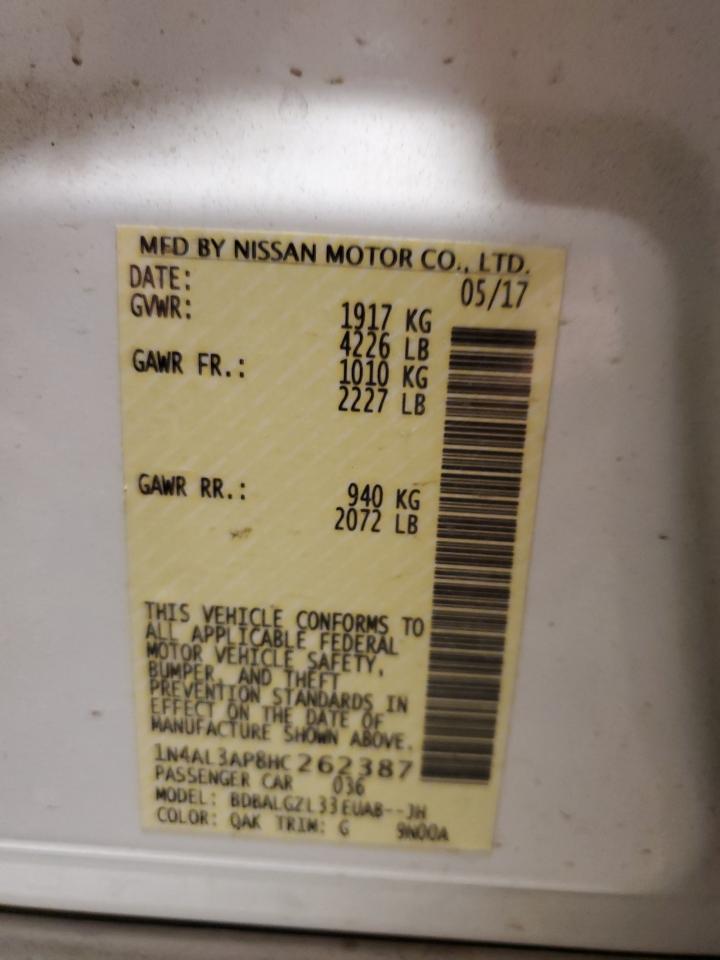 MFD BY NISSAN MOTOR CO., LTD.
DATE: 05/17
GVWR: 1917 KG
4226 LB
GAWR FR.: 1010 KG
2227 LB
GAWR RR.: 940 KG
2072 LB
THIS VEHICLE CONFORMS TO
ALL APPLICABLE FEDERAL
MOTOR VEHICLE SAFETY,
BUMPER, AND THEFT
PREVENTION STANDARDS IN
EFFECT ON THE DATE OF
MANUFACTURE SHOWN ABOVE.
1N4AL3AP8HC262387
PASSENGER CAR 036
MODEL: BDBALGZL33EUAB--JH
COLOR: QAK TRIM: G 9N00A